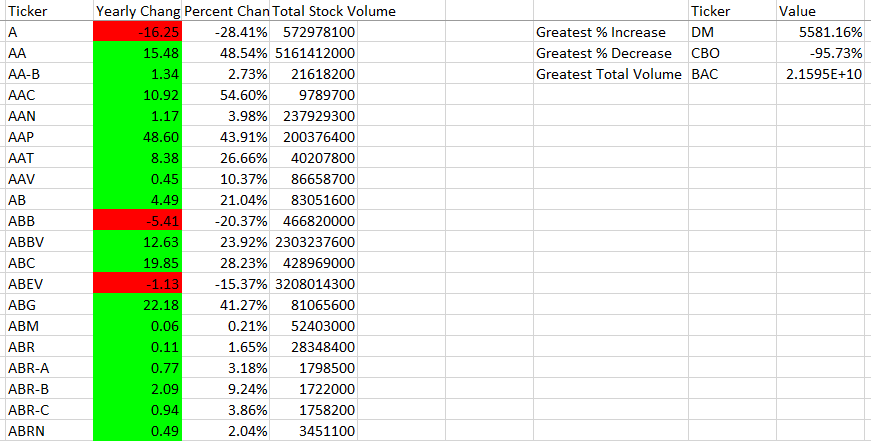 Ticker Yearly Chang Percent Chan Total Stock Volume Ticker Value
A -16.25 -28.41% 572978100 Greatest % Increase DM 5581.16%
AA 15.48 48.54% 5161412000 Greatest % Decrease CBO -95.73%
AA-B 1.34 2.73% 21618200 Greatest Total Volume BAC 2.1595E+10
AAC 10.92 54.60% 9789700
AAN 1.17 3.98% 237929300
AAP 48.60 43.91% 200376400
AAT 8.38 26.66% 40207800
AAV 0.45 10.37% 86658700
AB 4.49 21.04% 83051600
ABB -5.41 -20.37% 466820000
ABBV 12.63 23.92% 2303237600
ABC 19.85 28.23% 428969000
ABEV -1.13 -15.37% 3208014300
ABG 22.18 41.27% 81065600
ABM 0.06 0.21% 52403000
ABR 0.11 1.65% 28348400
ABR-A 0.77 3.18% 1798500
ABR-B 2.09 9.24% 1722000
ABR-C 0.94 3.86% 1758200
ABRN 0.49 2.04% 3451100